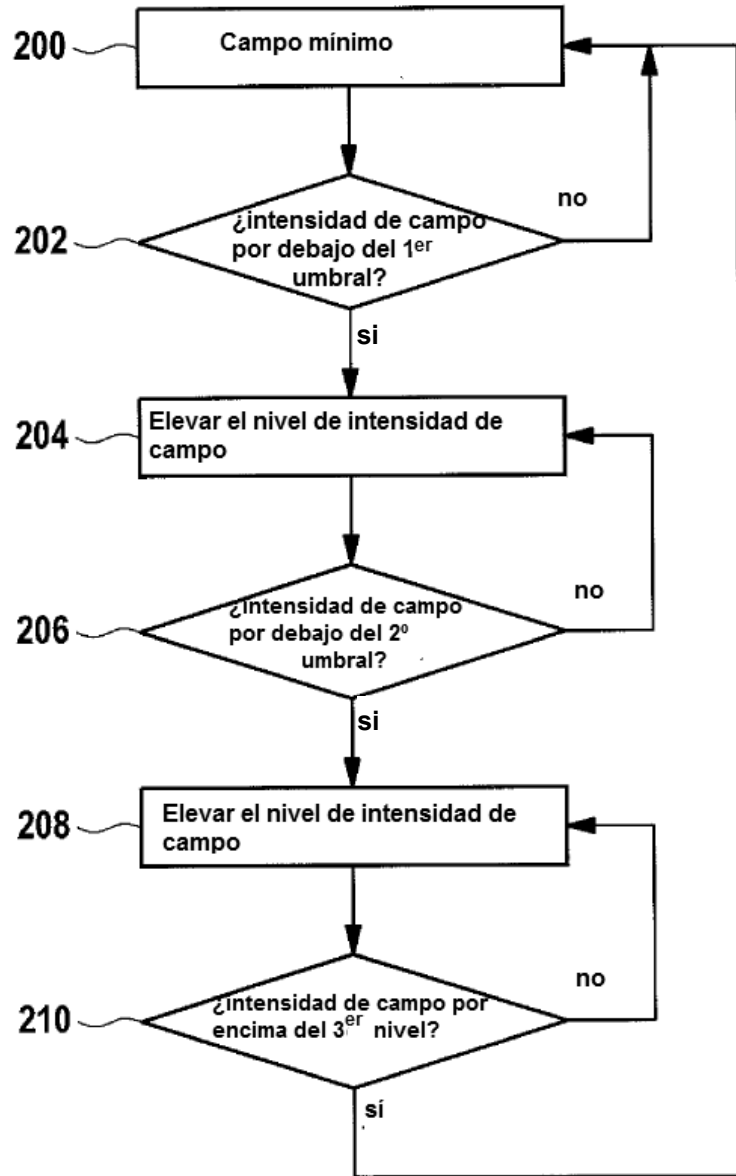 200
Campo mínimo
¿intensidad de campo
por debajo del 1er
umbral?
no
202
si
204
Elevar el nivel de intensidad de
campo
¿intensidad de campo
por debajo del 2º
umbral?
no
206
si
208
Elevar el nivel de intensidad de
campo
¿intensidad de campo por
encima del 3er nivel?
no
210
sí